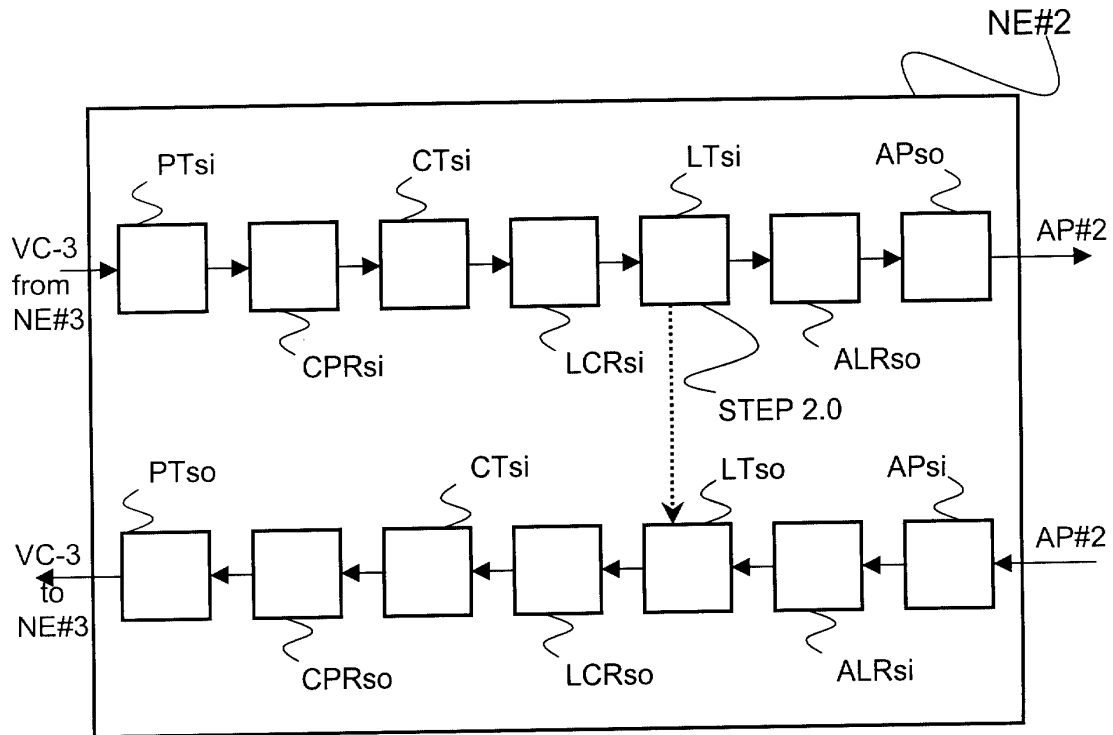 NE#2
PTsi
CTsi
LTsi
APso
VC-3
from
NE#3
AP#2
CPRsi
LCRsi
ALRso
STEP 2.0
PTso
CTsi
LTso
APsi
VC-3
to
NE#3
AP#2
CPRso
LCRso
ALRsi